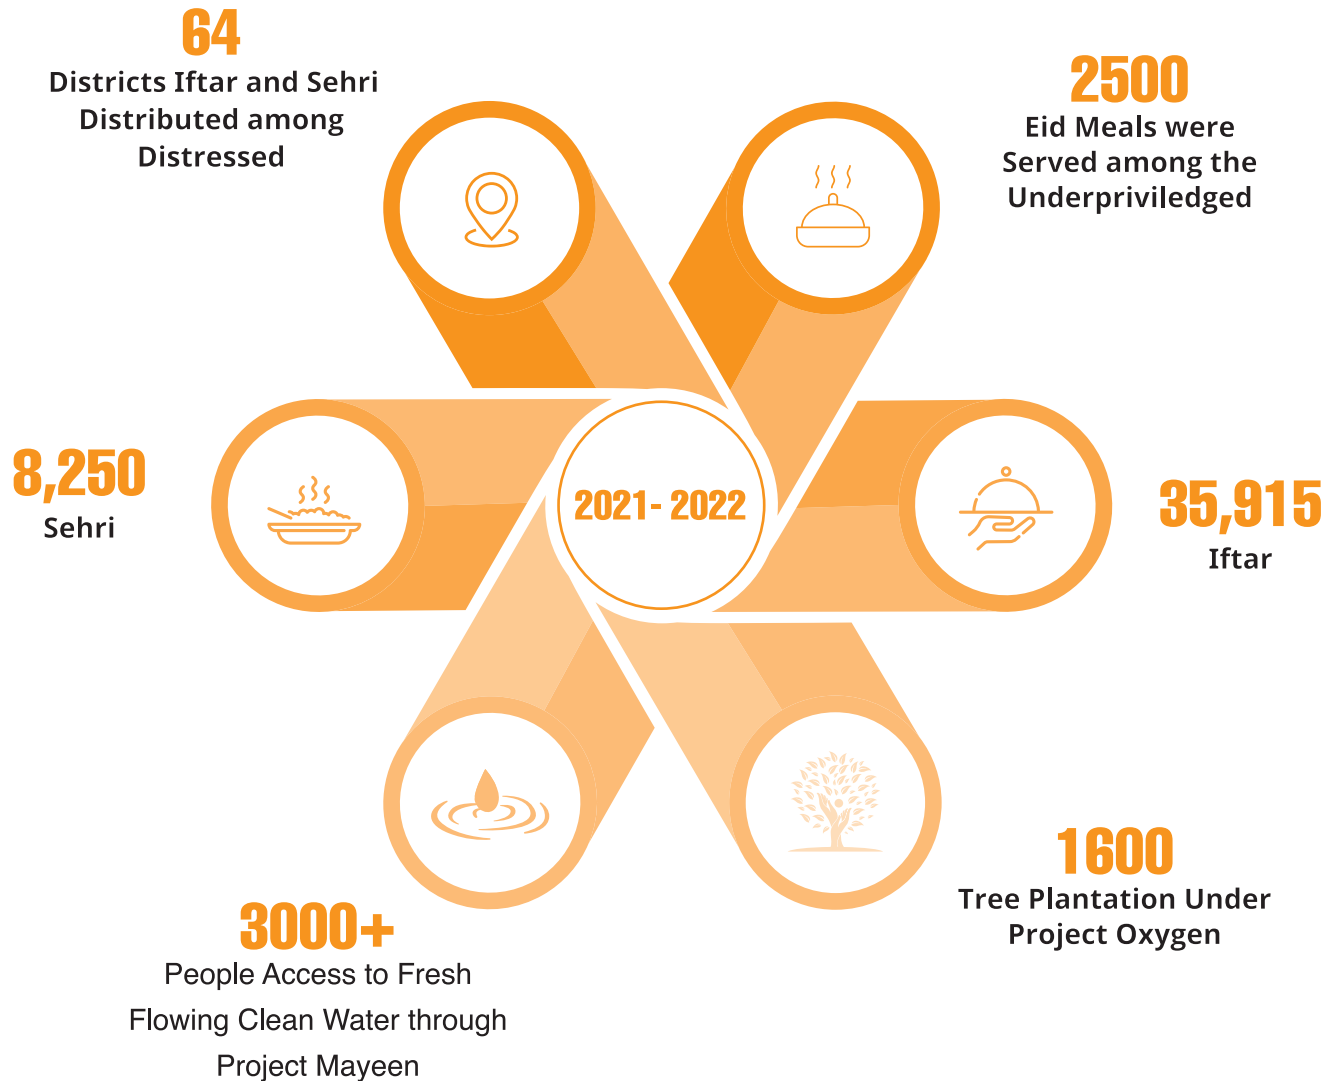 64
Districts Iftar and Sehri
Distributed among
Distressed
2500
Eid Meals were
Served among the
Underpriviledged
8,250
Sehri
2021- 2022
35,915
Iftar
1600
Tree Plantation Under
Project Oxygen
3000+
People Access to Fresh
Flowing Clean Water through
Project Mayeen